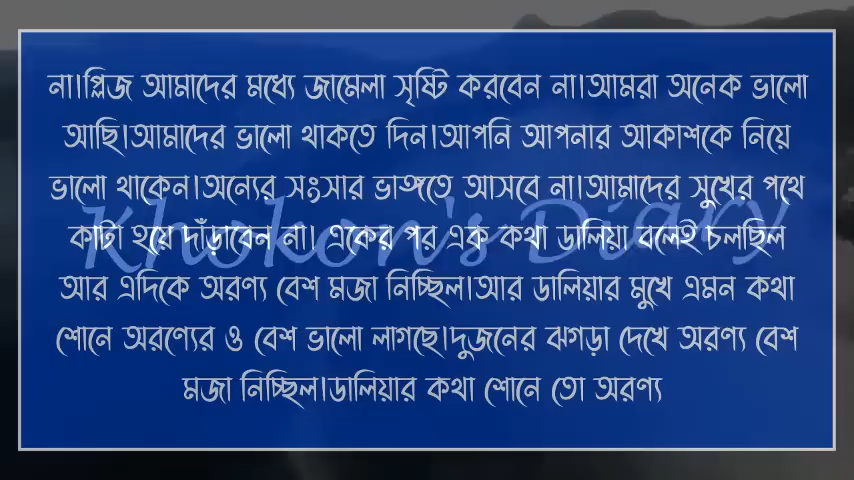 না।প্লিজ আমাদের মধ্যে জামেলা সৃষ্টি করবেন না।আমরা অনেক ভালো
আছি।আমাদের ভালো থাকতে দিন।আপনি আপনার আকাশকে নিয়ে
ভালো থাকেন।অন্যের সংসার ভাঙ্গতে আসবে না।আমাদের সুখের পথে
কাটা হয়ে দাঁড়াবেন না। একের পর এক কথা ডালিয়া বলেই চলছিল
Khokon's Diary
আর এদিকে অরণ্য বেশ মজা নিচ্ছিল।আর ডালিয়ার মুখে এমন কথা
শোনে অরণ্যের ও বেশ ভালো লাগছে।দুজনের ঝগড়া দেখে অরণ্য বেশ
মজা নিচ্ছিল।ডালিয়ার কথা শোনে তো অরণ্য